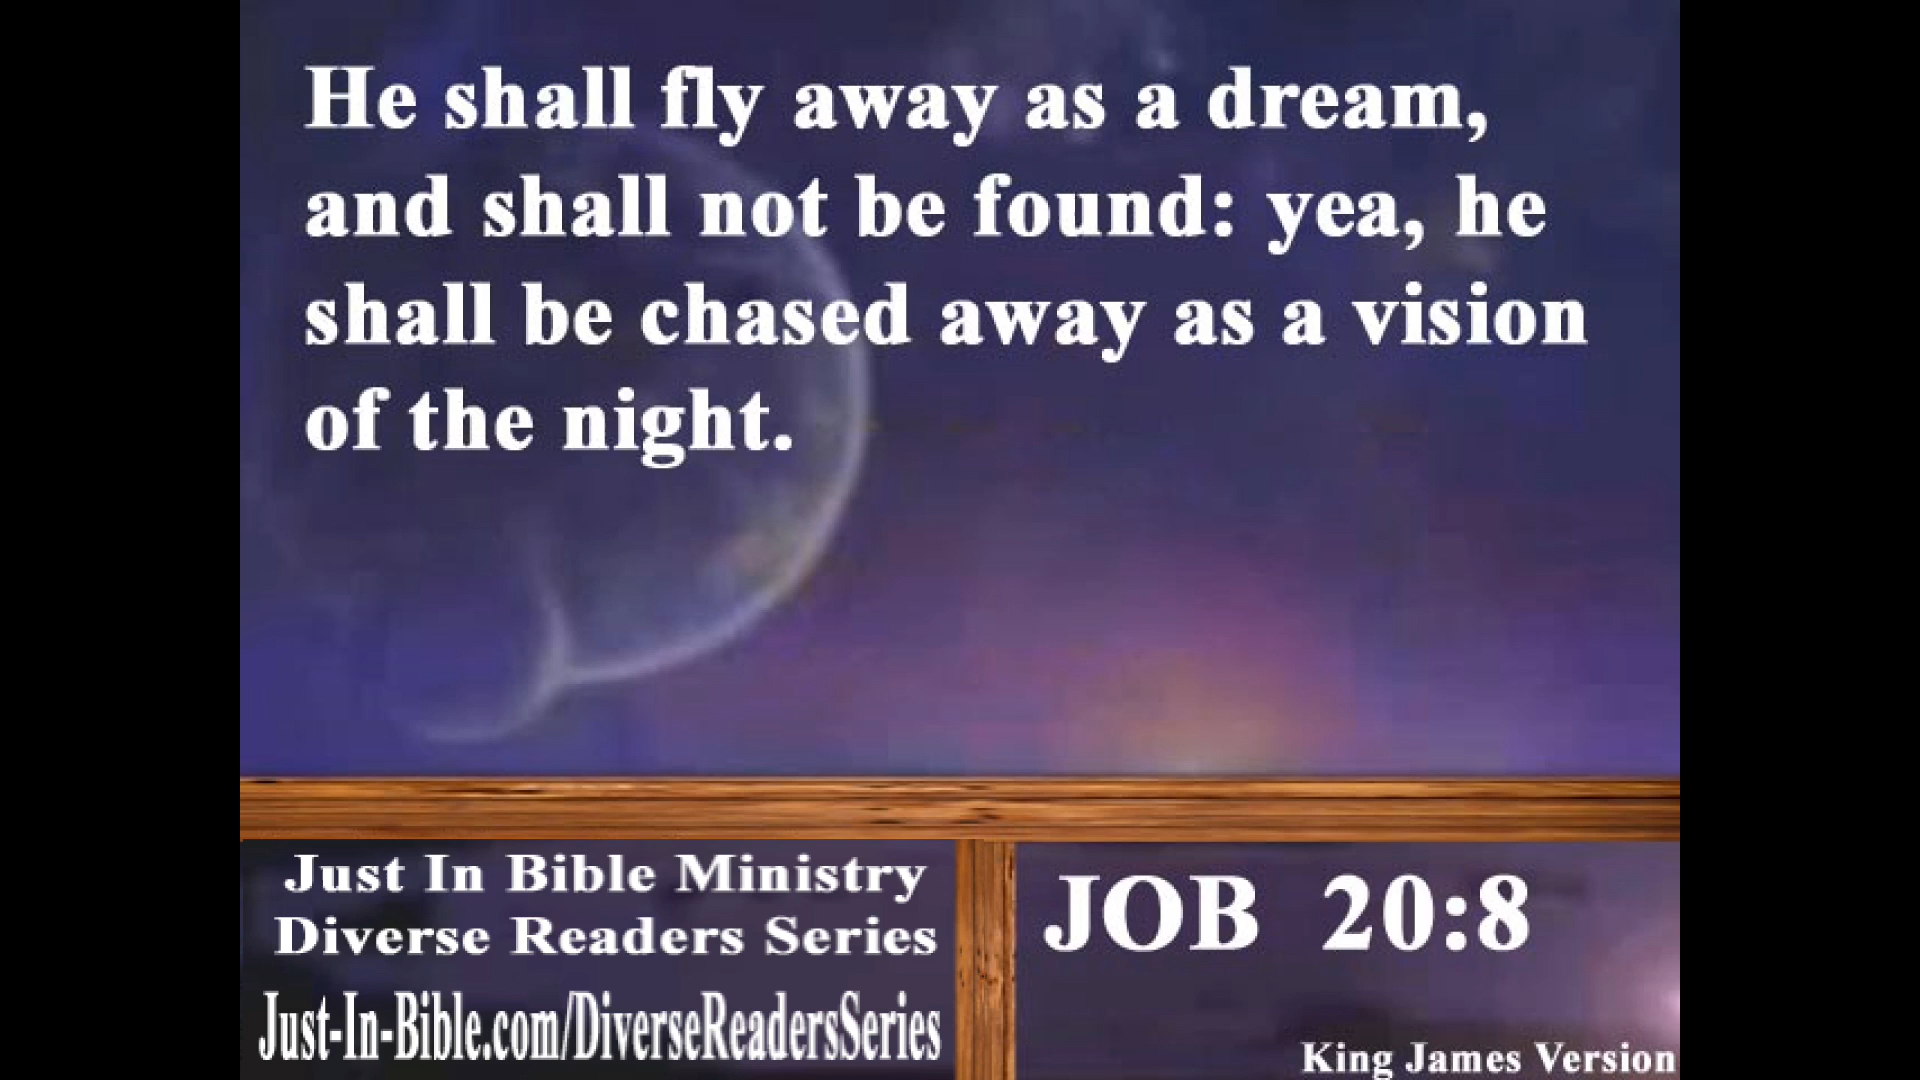 He shall fly away as a dream,
and shall not be found: yea, he
shall be chased away as a vision
of the night.
Just In Bible Ministry
Diverse Readers Series
Just-In-Bible.com/DiverseReadersSeries
JOB 20:8
King James Version